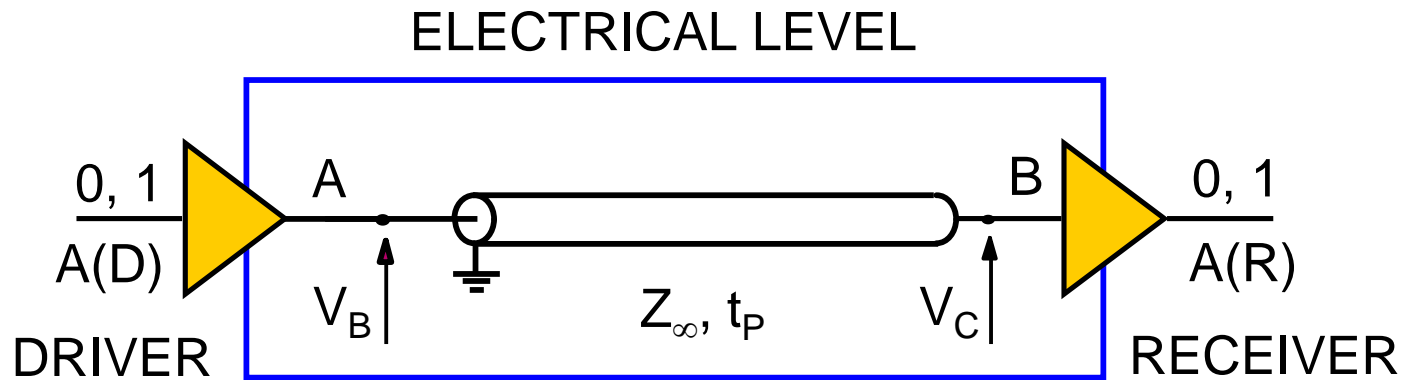 ELECTRICAL LEVEL
0, 1
A
B
0, 1
A(D)
A(R)
V_B
Z_∞, t_P
V_C
DRIVER
RECEIVER